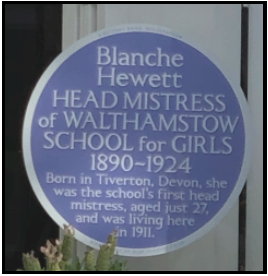 Blanche
Hewett
HEAD MISTRESS
of WALTHAMSTOW
SCHOOL for GIRLS
1890~1924
Born in Tiverton, Devon, she
was the school's first head
mistress, aged just 27,
and was living here
in 1911.